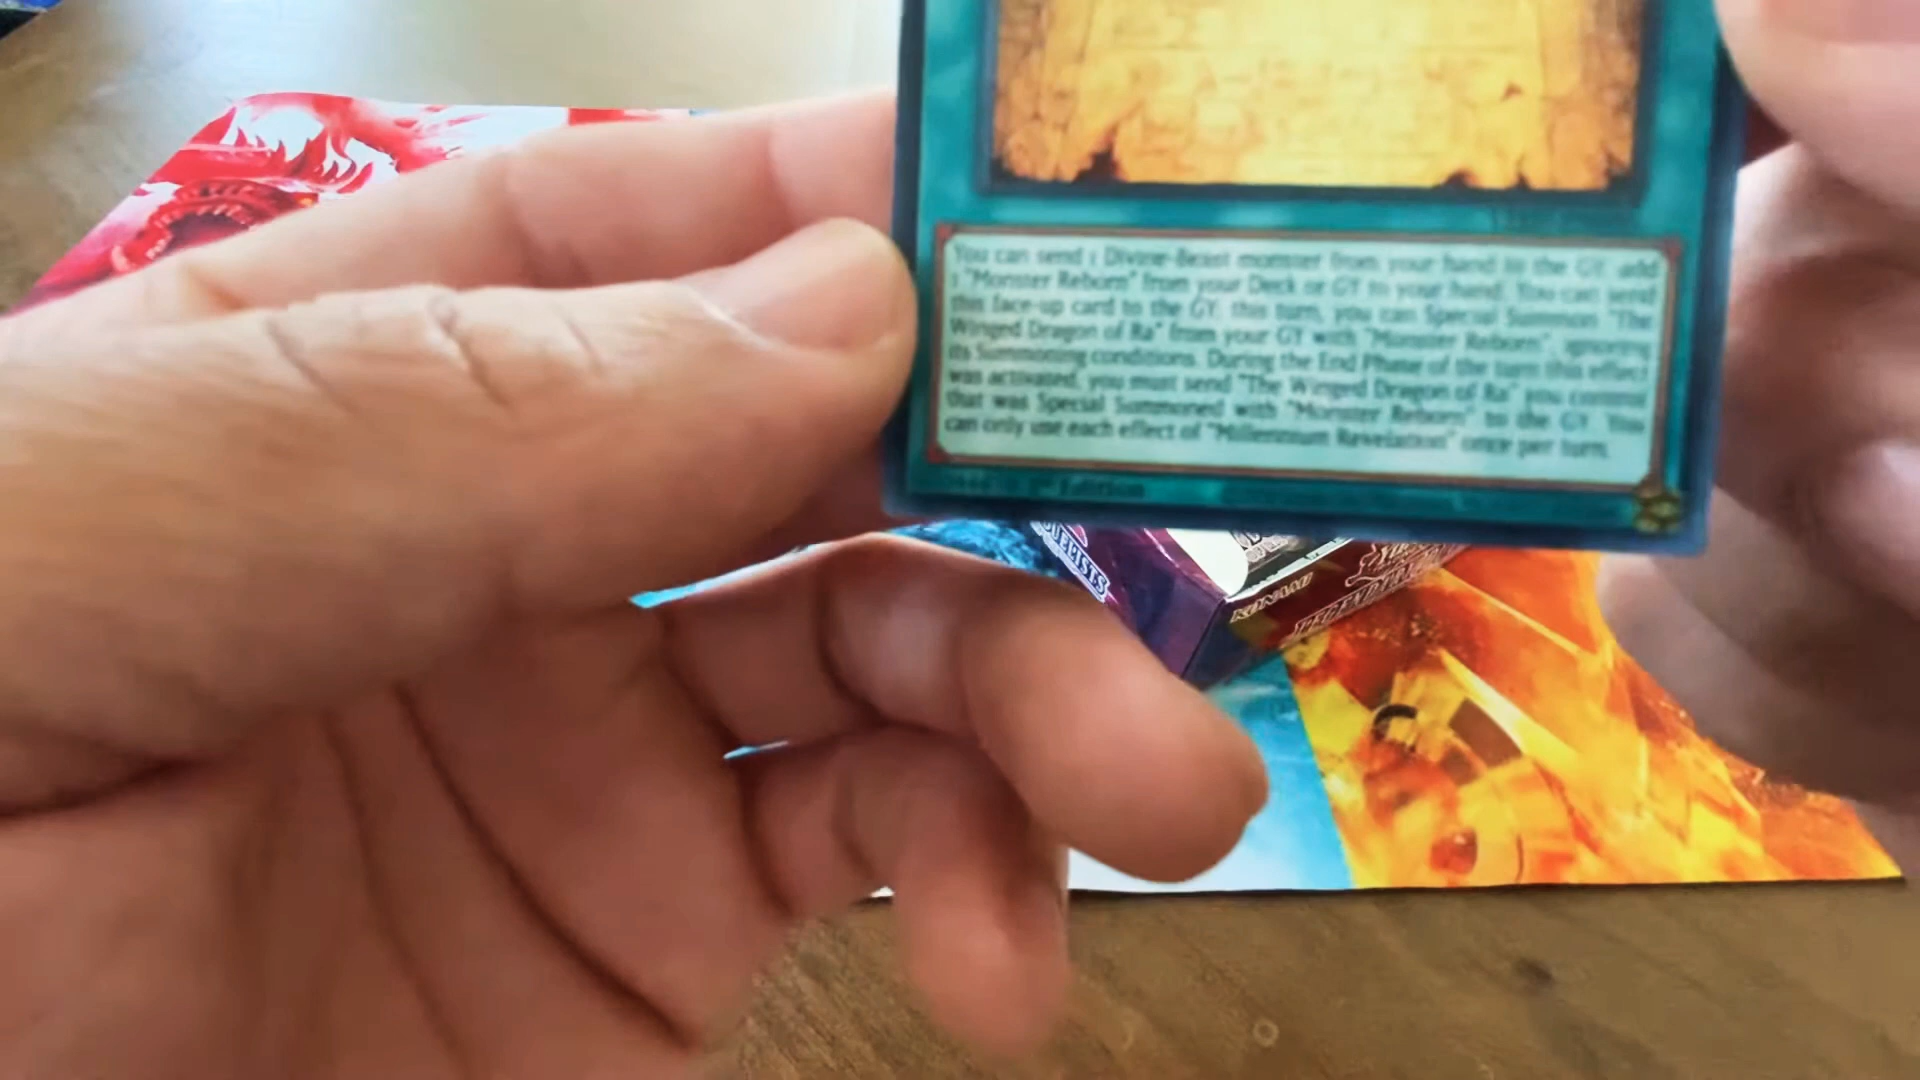 You can send 1 Divine-Beast monster from your hand to the GY; add
1 "Monster Reborn" from your Deck or GY to your hand. You can send
this face-up card to the GY; this turn, you can Special Summon "The
Winged Dragon of Ra" from your GY with "Monster Reborn", ignoring
its Summoning conditions. During the End Phase of the turn this effect
was activated, you must send "The Winged Dragon of Ra" you control
that was Special Summoned with "Monster Reborn" to the GY. You
can only use each effect of "Millennium Revelation" once per turn.
1st Edition
KONAMI